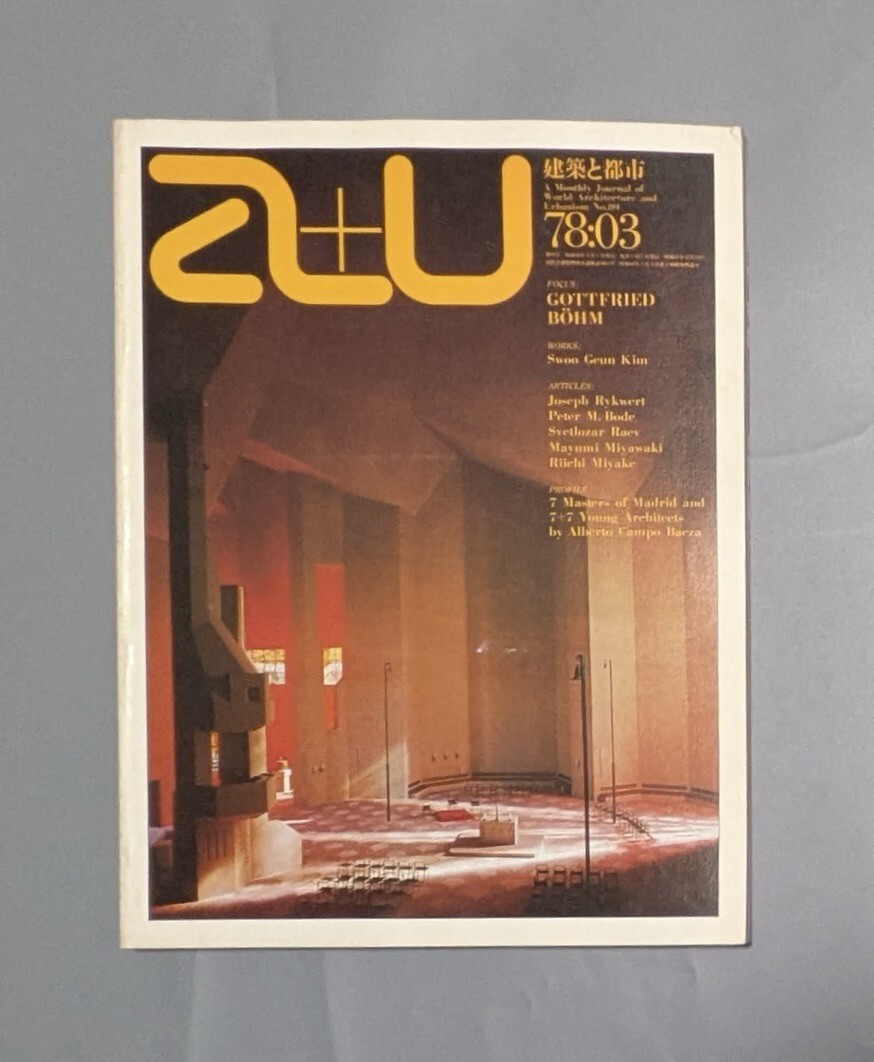 a+u
建築と都市
A Monthly Journal of
World Architecture and
Urbanism No.89
78:03
FOCUS:
GOTTFRIED
BÖHM
WORKS:
Swoo Geun Kim
ARTICLES:
Joseph Rykwert
Peter M. Bode
Svetlozar Raev
Mayumi Miyawaki
Riichi Miyake
PROFILE
7 Masters of Madrid and
7+7 Young Architects
by Alberto Campo Baeza